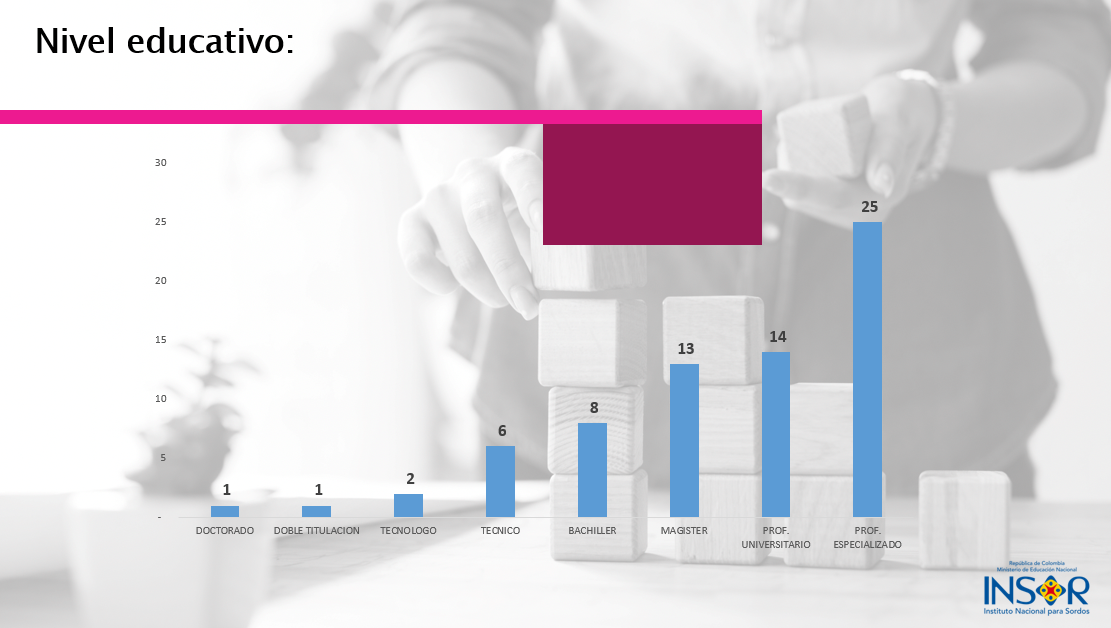 Nivel educativo:
30
25
20
15
10
5
-
25
14
13
8
6
2
1
1
DOCTORADO
DOBLE TITULACION
TECNOLOGO
TECNICO
BACHILLER
MAGISTER
PROF.
UNIVERSITARIO
PROF.
ESPECIALIZADO
República de Colombia
Ministerio de Educación Nacional
INSOR
Instituto Nacional para Sordos